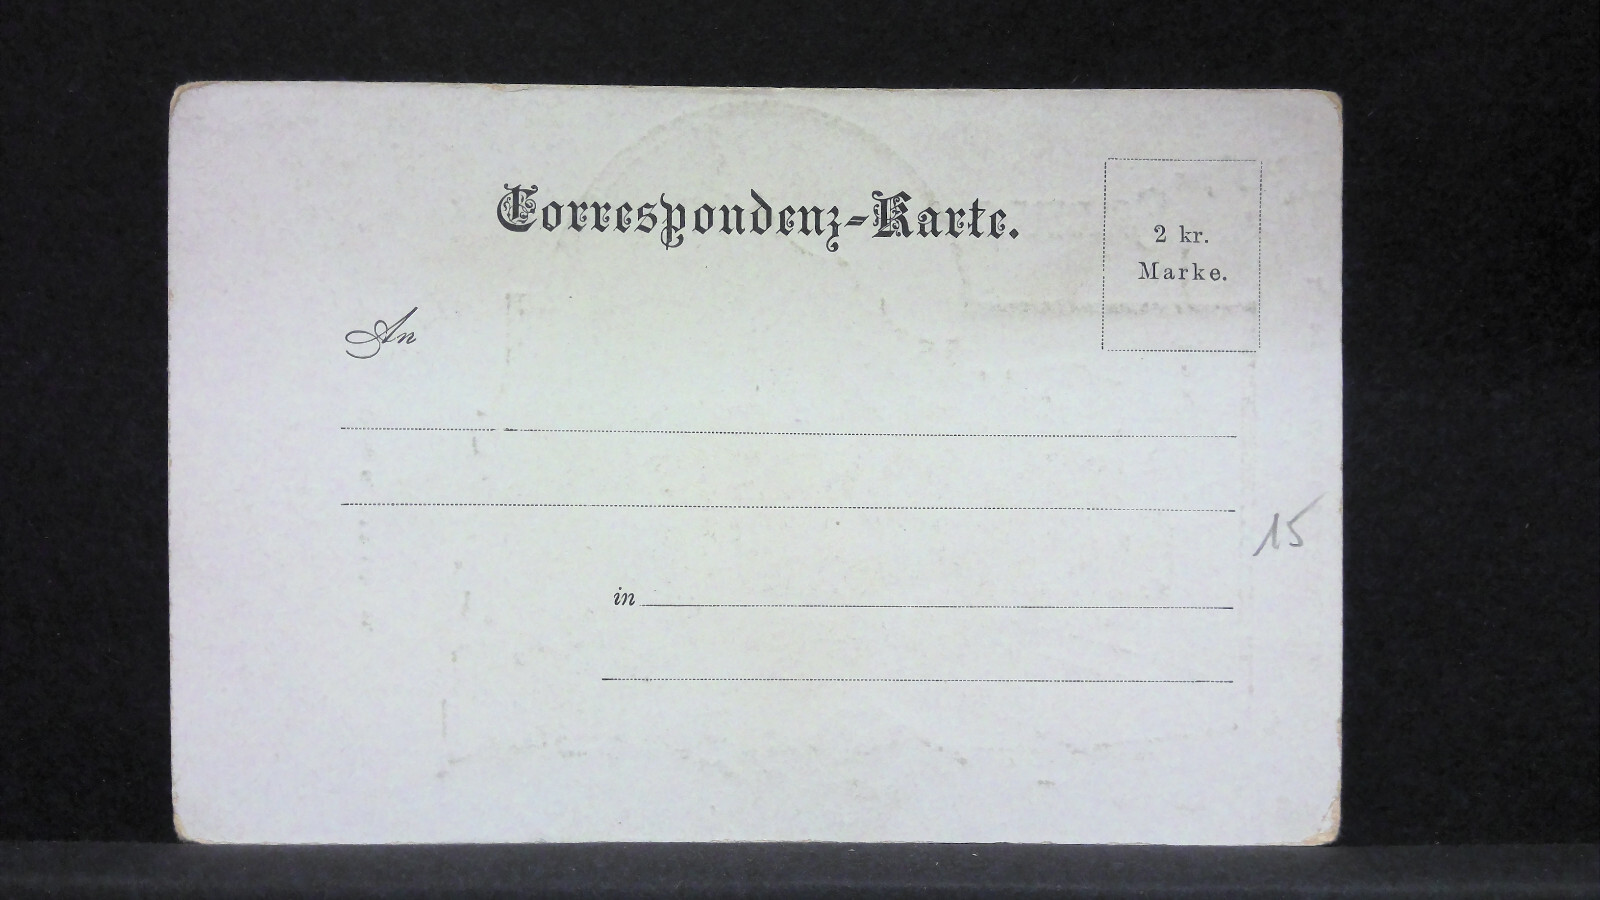 Correspondenz-Karte.
2 kr.
Marke.
An
15
in